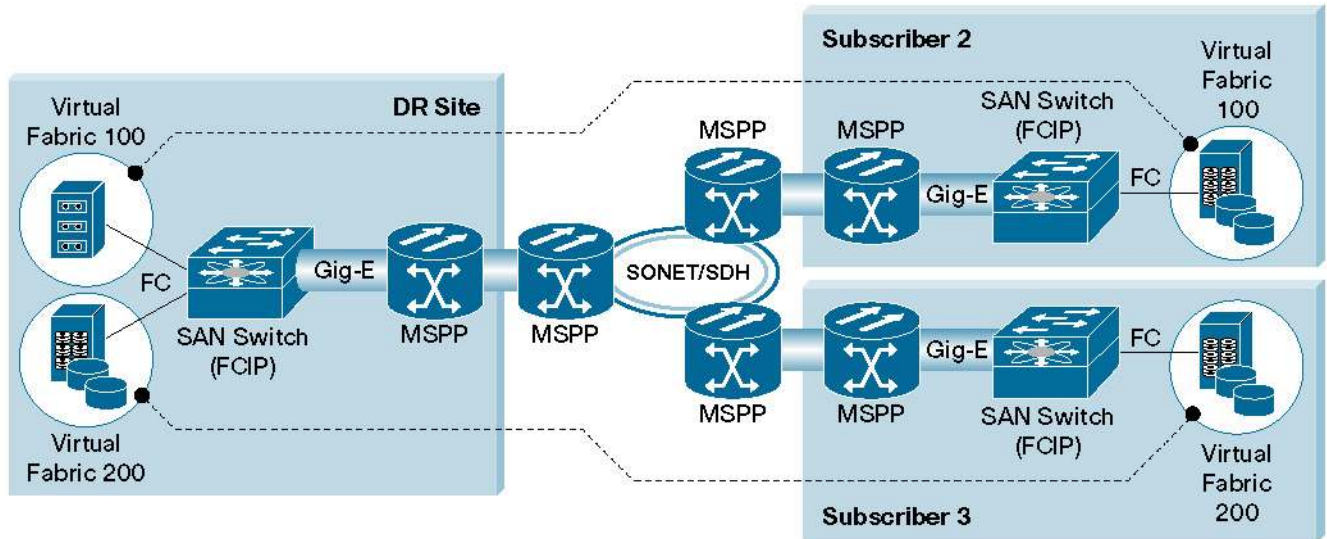 DR Site
Virtual
Fabric 100
FC
Gig-E
SAN Switch
(FCIP)
MSPP
MSPP
Virtual
Fabric 200
SONET/SDH
Subscriber 2
MSPP
MSPP
Gig-E
SAN Switch
(FCIP)
FC
Virtual
Fabric
100
MSPP
MSPP
Gig-E
SAN Switch
(FCIP)
FC
Virtual
Fabric
200
Subscriber 3